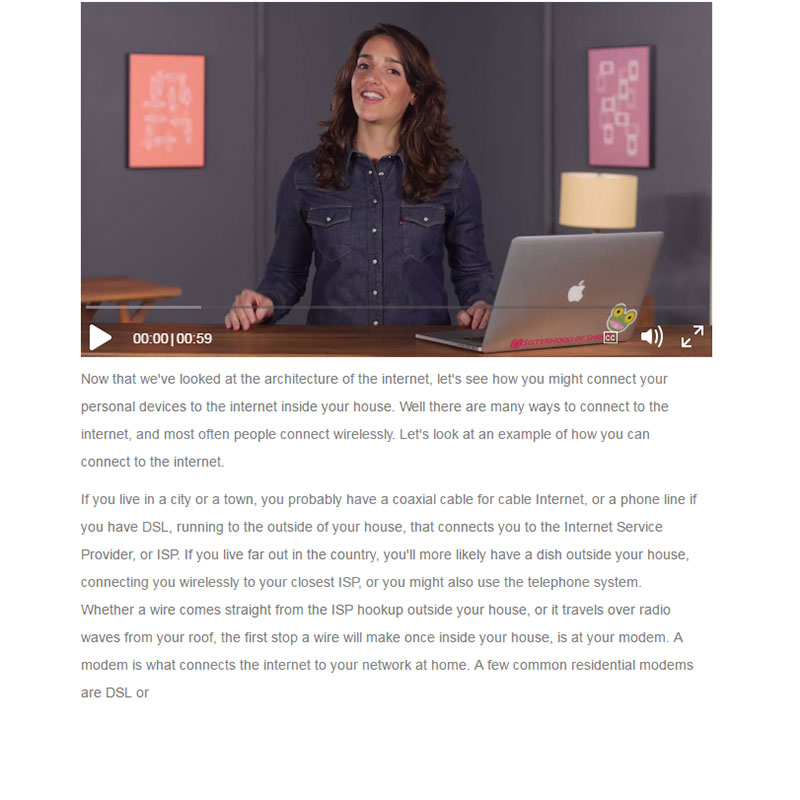 00:00|00:59
CC
Now that we've looked at the architecture of the internet, let's see how you might connect your
personal devices to the internet inside your house. Well there are many ways to connect to the
internet, and most often people connect wirelessly. Let's look at an example of how you can
connect to the internet.
If you live in a city or a town, you probably have a coaxial cable for cable Internet, or a phone line if
you have DSL, running to the outside of your house, that connects you to the Internet Service
Provider, or ISP. If you live far out in the country, you'll more likely have a dish outside your house,
connecting you wirelessly to your closest ISP, or you might also use the telephone system.
Whether a wire comes straight from the ISP hookup outside your house, or it travels over radio
waves from your roof, the first stop a wire will make once inside your house, is at your modem. A
modem is what connects the internet to your network at home. A few common residential modems
are DSL or